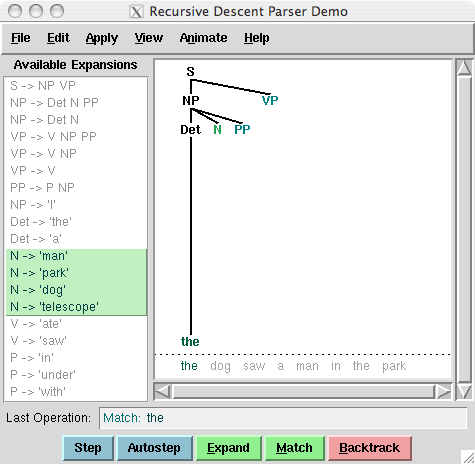 Recursive Descent Parser Demo
File Edit Apply View Animate Help
Available Expansions
S -> NP VP
NP -> Det N PP
NP -> Det N
VP -> V NP PP
VP -> V NP
VP -> V
PP -> P NP
NP -> 'I'
Det -> 'the'
Det -> 'a'
N -> 'man'
N -> 'park'
N -> 'dog'
N -> 'telescope'
V -> 'ate'
V -> 'saw'
P -> 'in'
P -> 'under'
P -> 'with'
S
NP VP
Det N PP
the
the dog saw a man in the park
Last Operation: Match: the
Step Autostep Expand Match Backtrack